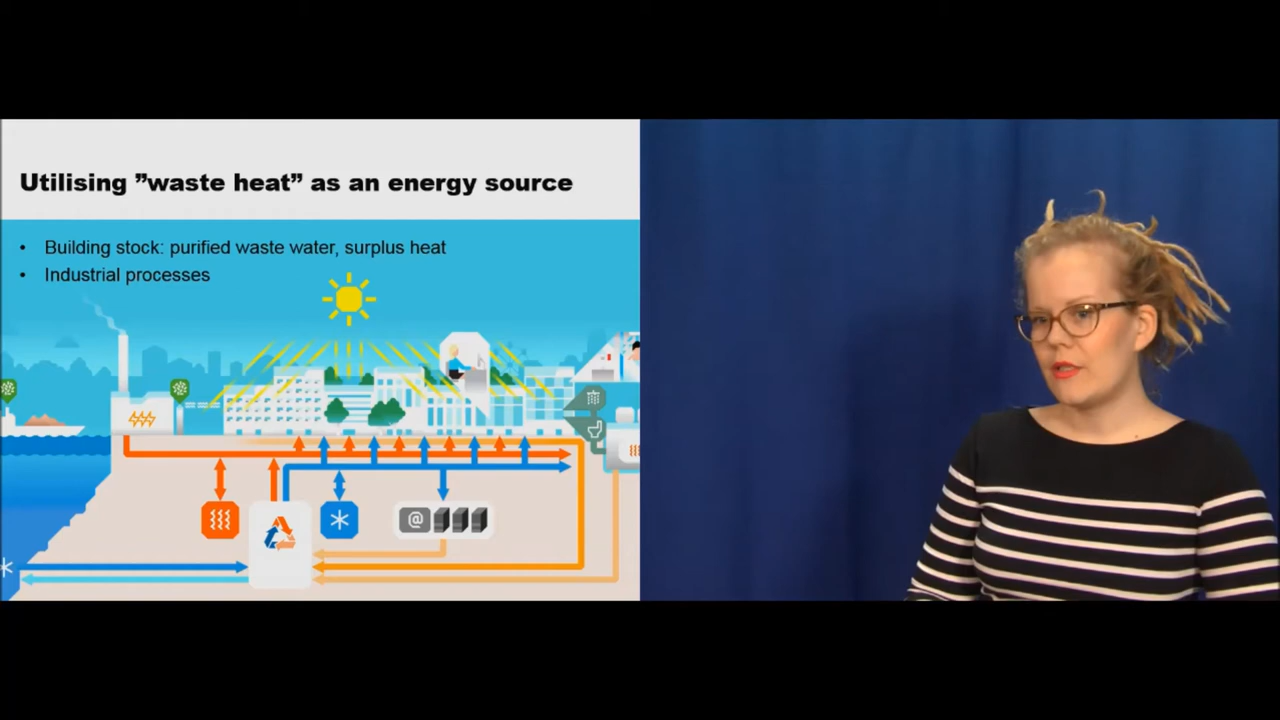 Utilising ”waste heat” as an energy source
• Building stock: purified waste water, surplus heat
• Industrial processes
@